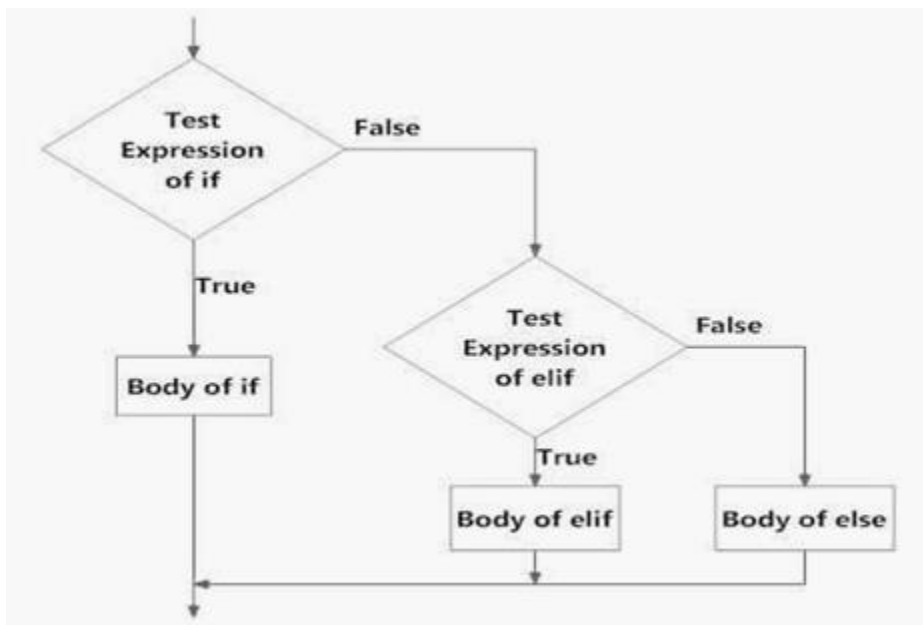 Test
Expression
of if
False
True
Body of if
Test
Expression
of elif
False
True
Body of elif
Body of else